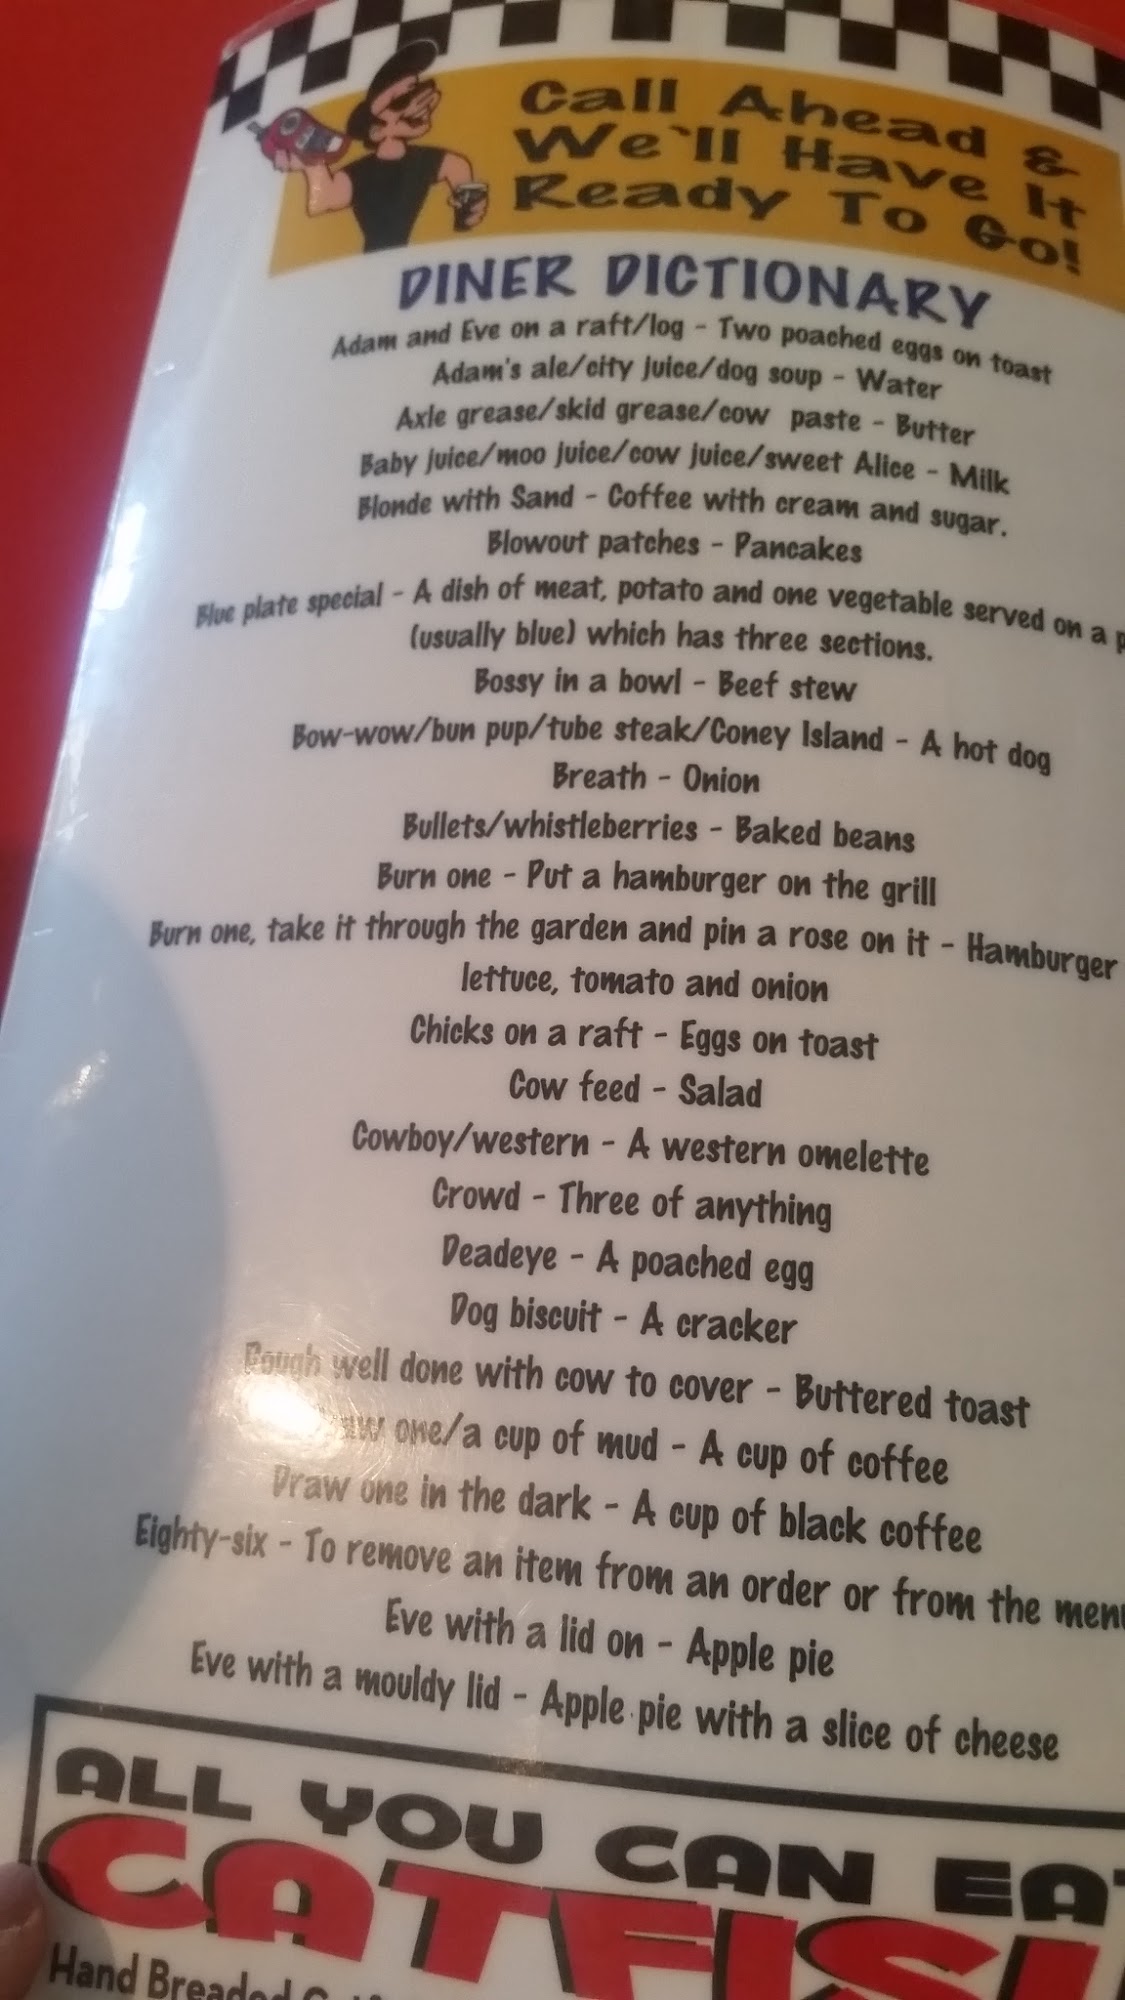 Call Ahead &
We`ll Have It
Ready To Go!
DINER DICTIONARY
Adam and Eve on a raft/log - Two poached eggs on toast
Adam's ale/city juice/dog soup - Water
Axle grease/skid grease/cow paste - Butter
Baby juice/moo juice/cow juice/sweet Alice - Milk
Blonde with Sand - Coffee with cream and sugar.
Blowout patches - Pancakes
Blue plate special - A dish of meat, potato and one vegetable served on a
(usually blue) which has three sections.
Bossy in a bowl - Beef stew
Bow-wow/bun pup/tube steak/Coney Island - A hot dog
Breath - Onion
Bullets/whistleberries - Baked beans
Burn one - Put a hamburger on the grill
Burn one, take it through the garden and pin a rose on it - Hamburger
lettuce, tomato and onion
Chicks on a raft - Eggs on toast
Cow feed - Salad
Cowboy/western - A western omelette
Crowd - Three of anything
Deadeye - A poached egg
Dog biscuit - A cracker
well done with cow to cover - Buttered toast
one/a cup of mud - A cup of coffee
Draw one in the dark - A cup of black coffee
Eighty-six - To remove an item from an order or from the menu
Eve with a lid on - Apple pie
Eve with a mouldy lid - Apple pie with a slice of cheese
ALL YOU CAN EAT
CATFISH
Hand Breaded